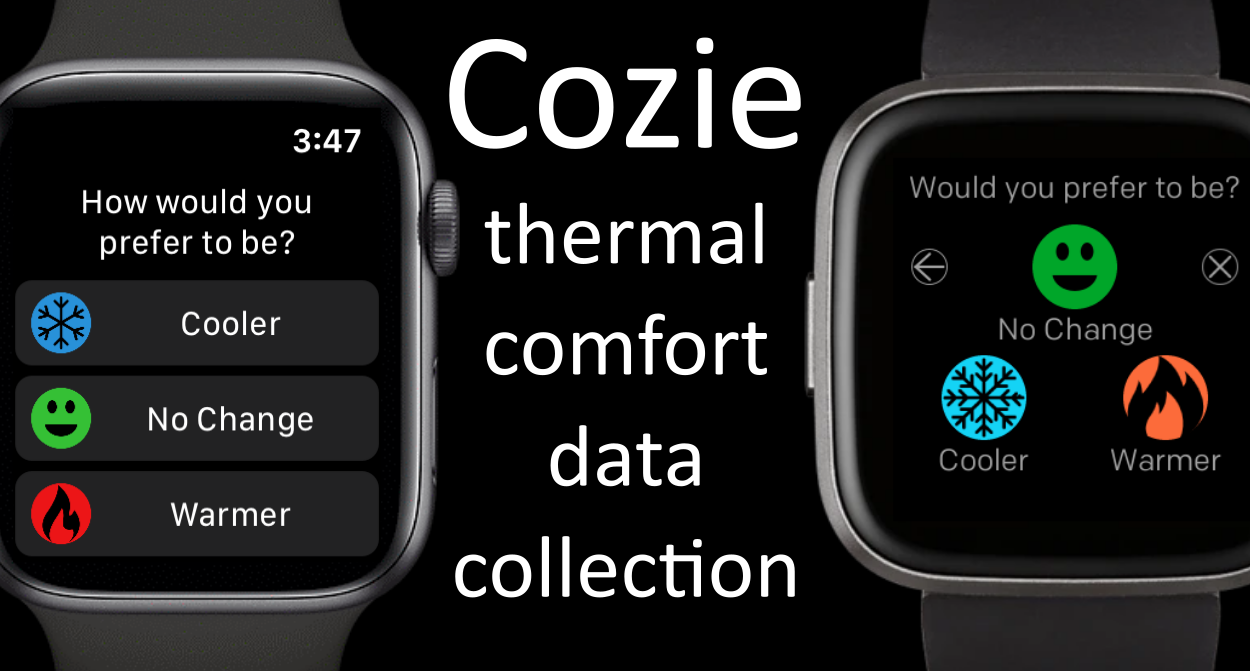 3:47
How would you
prefer to be?
Cooler
No Change
Warmer
Cozie
thermal
comfort
data
collection
Would you prefer to be?
No Change
Cooler
Warmer